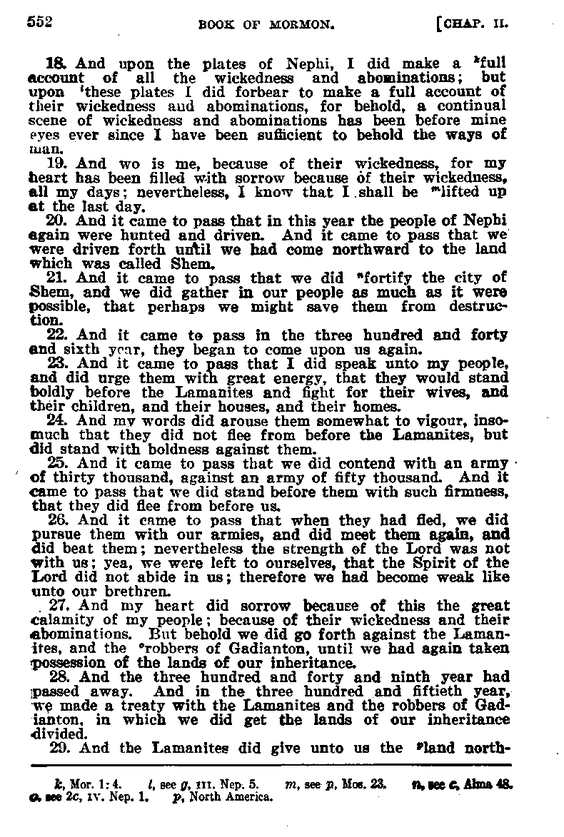 552 BOOK OF MORMON. [CHAP. II.
18. And upon the plates of Nephi, I did make a kfull
account of all the wickedness and abominations; but
upon lthese plates I did forbear to make a full account of
their wickedness and abominations, for behold, a continual
scene of wickedness and abominations has been before mine
eyes ever since I have been sufficient to behold the ways of
man.
19. And wo is me, because of their wickedness, for my
heart has been filled with sorrow because of their wickedness,
all my days; nevertheless, I know that I shall be mlifted up
at the last day.
20. And it came to pass that in this year the people of Nephi
again were hunted and driven. And it came to pass that we
were driven forth until we had come northward to the land
which was called Shem.
21. And it came to pass that we did nfortify the city of
Shem, and we did gather in our people as much as it were
possible, that perhaps we might save them from destruc-
tion.
22. And it came to pass in the three hundred and forty
and sixth year, they began to come upon us again.
23. And it came to pass that I did speak unto my people,
and did urge them with great energy, that they would stand
boldly before the Lamanites and fight for their wives, and
their children, and their houses, and their homes.
24. And my words did arouse them somewhat to vigour, inso-
much that they did not flee from before the Lamanites, but
did stand with boldness against them.
25. And it came to pass that we did contend with an army
of thirty thousand, against an army of fifty thousand. And it
came to pass that we did stand before them with such firmness,
that they did flee from before us.
26. And it came to pass that when they had fled, we did
pursue them with our armies, and did meet them again, and
did beat them; nevertheless the strength of the Lord was not
with us; yea, we were left to ourselves, that the Spirit of the
Lord did not abide in us; therefore we had become weak like
unto our brethren.
27. And my heart did sorrow because of this the great
calamity of my people; because of their wickedness and their
abominations. But behold we did go forth against the Laman-
ites, and the orobbers of Gadianton, until we had again taken
possession of the lands of our inheritance.
28. And the three hundred and forty and ninth year had
passed away. And in the three hundred and fiftieth year,
we made a treaty with the Lamanites and the robbers of Gad-
ianton, in which we did get the lands of our inheritance
divided.
29. And the Lamanites did give unto us the pland north-
k, Mor. 1:4. l, see g, III. Nep. 5. m, see p, Mos. 23. n, see c, Alma 48.
o, see 2c, IV. Nep. 1. p, North America.